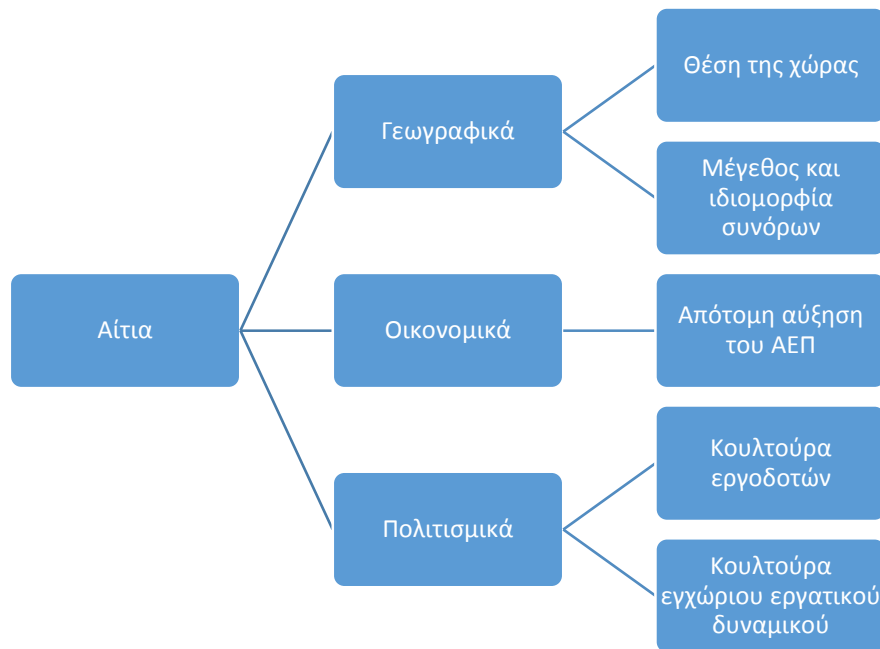 Αίτια
Γεωγραφικά
Θέση της χώρας
Μέγεθος και
ιδιομορφία
συνόρων
Οικονομικά
Απότομη αύξηση
του ΑΕΠ
Πολιτισμικά
Κουλτούρα
εργοδοτών
Κουλτούρα
εγχώριου εργατικού
δυναμικού